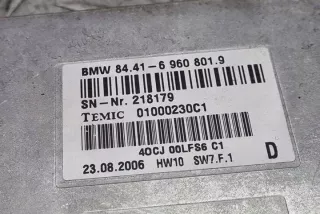 BMW 84.41-6 960 801.9
SN-Nr. 218179
TEMIC 01000230C1
40CJ 00LFS6 C1
23.08.2006 HW10 SW7.F.1 D